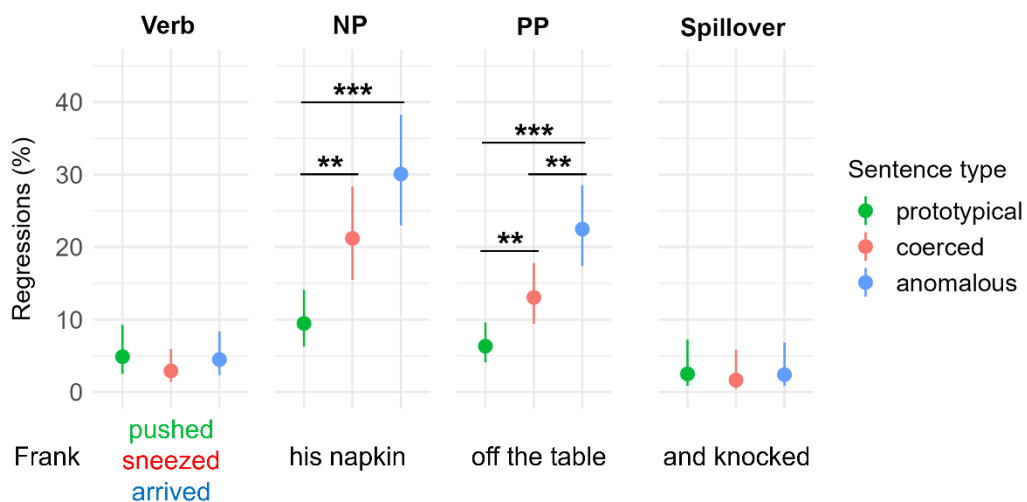 Verb NP PP Spillover
Regressions (%)
40
30
20
10
0
*** 
** 
*** 
** 
** 
Sentence type
prototypical
coerced
anomalous
pushed
Frank sneezed his napkin off the table and knocked
arrived